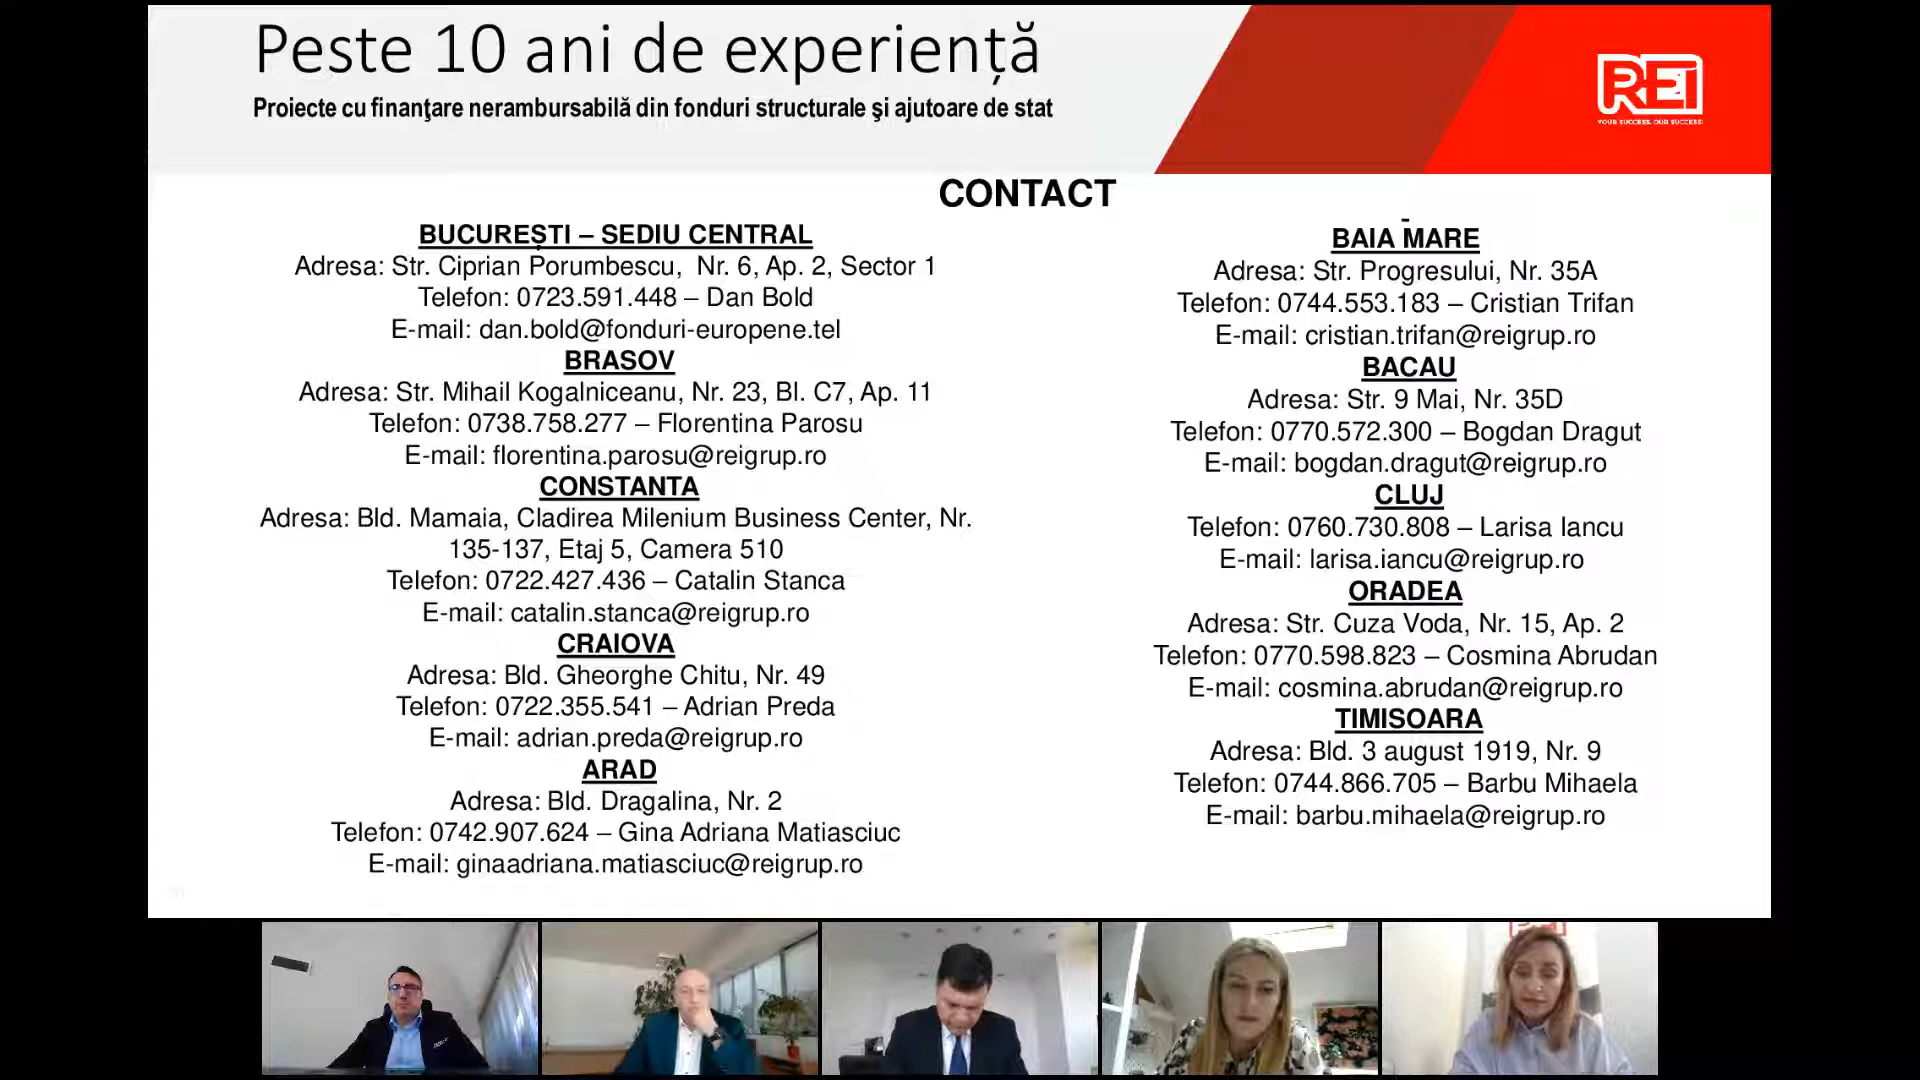 Peste 10 ani de experiență
Proiecte cu finanţare nerambursabilă din fonduri structurale şi ajutoare de stat
REI
YOUR SUCCESS, OUR SUCCESS!
CONTACT
BUCUREȘTI – SEDIU CENTRAL
Adresa: Str. Ciprian Porumbescu, Nr. 6, Ap. 2, Sector 1
Telefon: 0723.591.448 – Dan Bold
E-mail: dan.bold@fonduri-europene.tel
BRASOV
Adresa: Str. Mihail Kogalniceanu, Nr. 23, Bl. C7, Ap. 11
Telefon: 0738.758.277 – Florentina Parosu
E-mail: florentina.parosu@reigrup.ro
CONSTANTA
Adresa: Bld. Mamaia, Cladirea Milenium Business Center, Nr.
135-137, Etaj 5, Camera 510
Telefon: 0722.427.436 – Catalin Stanca
E-mail: catalin.stanca@reigrup.ro
CRAIOVA
Adresa: Bld. Gheorghe Chitu, Nr. 49
Telefon: 0722.355.541 – Adrian Preda
E-mail: adrian.preda@reigrup.ro
ARAD
Adresa: Bld. Dragalina, Nr. 2
Telefon: 0742.907.624 – Gina Adriana Matiasciuc
E-mail: ginaadriana.matiasciuc@reigrup.ro
-
BAIA MARE
Adresa: Str. Progresului, Nr. 35A
Telefon: 0744.553.183 – Cristian Trifan
E-mail: cristian.trifan@reigrup.ro
BACAU
Adresa: Str. 9 Mai, Nr. 35D
Telefon: 0770.572.300 – Bogdan Dragut
E-mail: bogdan.dragut@reigrup.ro
CLUJ
Telefon: 0760.730.808 – Larisa Iancu
E-mail: larisa.iancu@reigrup.ro
ORADEA
Adresa: Str. Cuza Voda, Nr. 15, Ap. 2
Telefon: 0770.598.823 – Cosmina Abrudan
E-mail: cosmina.abrudan@reigrup.ro
TIMISOARA
Adresa: Bld. 3 august 1919, Nr. 9
Telefon: 0744.866.705 – Barbu Mihaela
E-mail: barbu.mihaela@reigrup.ro